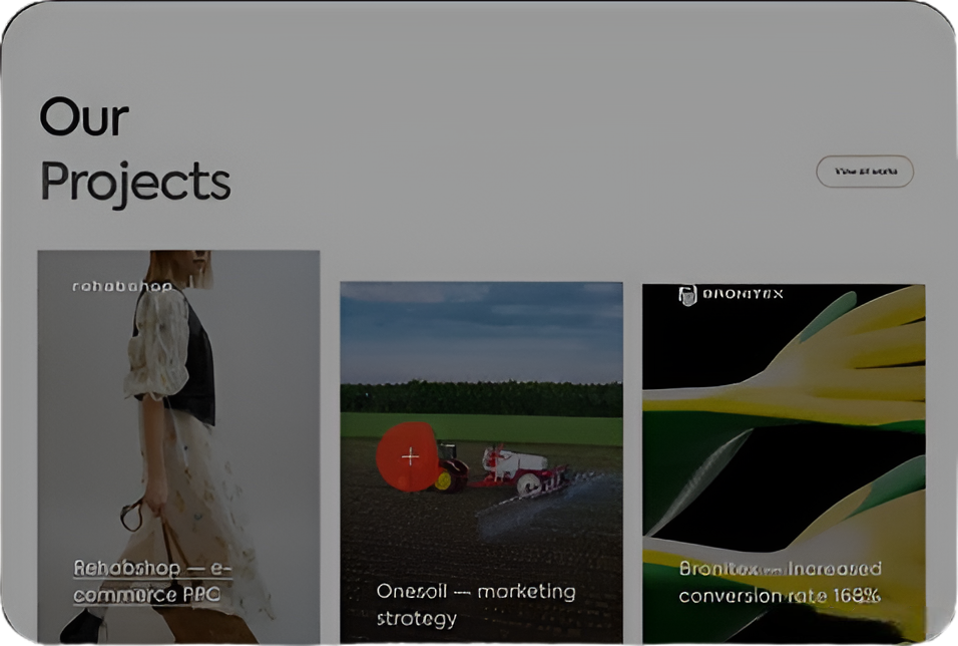 Our
Projects
View all works
rehabshop
BRONITEX
Rehabshop — e-
commerce PPC
Onesoil — marketing
strategy
Bronitex — Increased
conversion rate 168%